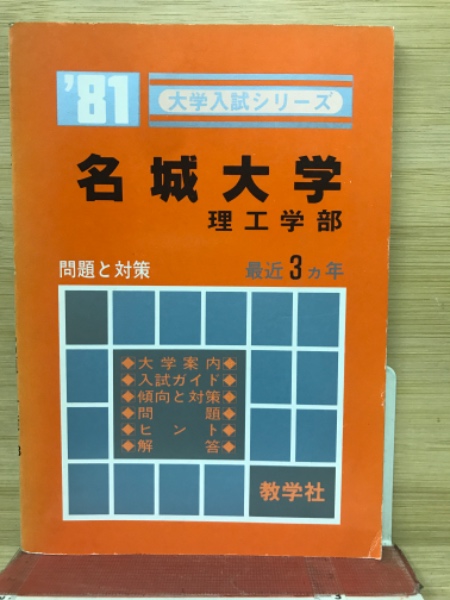 '81
大学入試シリーズ
名城大学
理工学部
問題と対策
最近3ヵ年
◆大学案内◆
◆入試ガイド◆
◆傾向と対策◆
◆問題◆
◆ヒント◆
◆解答◆
教学社